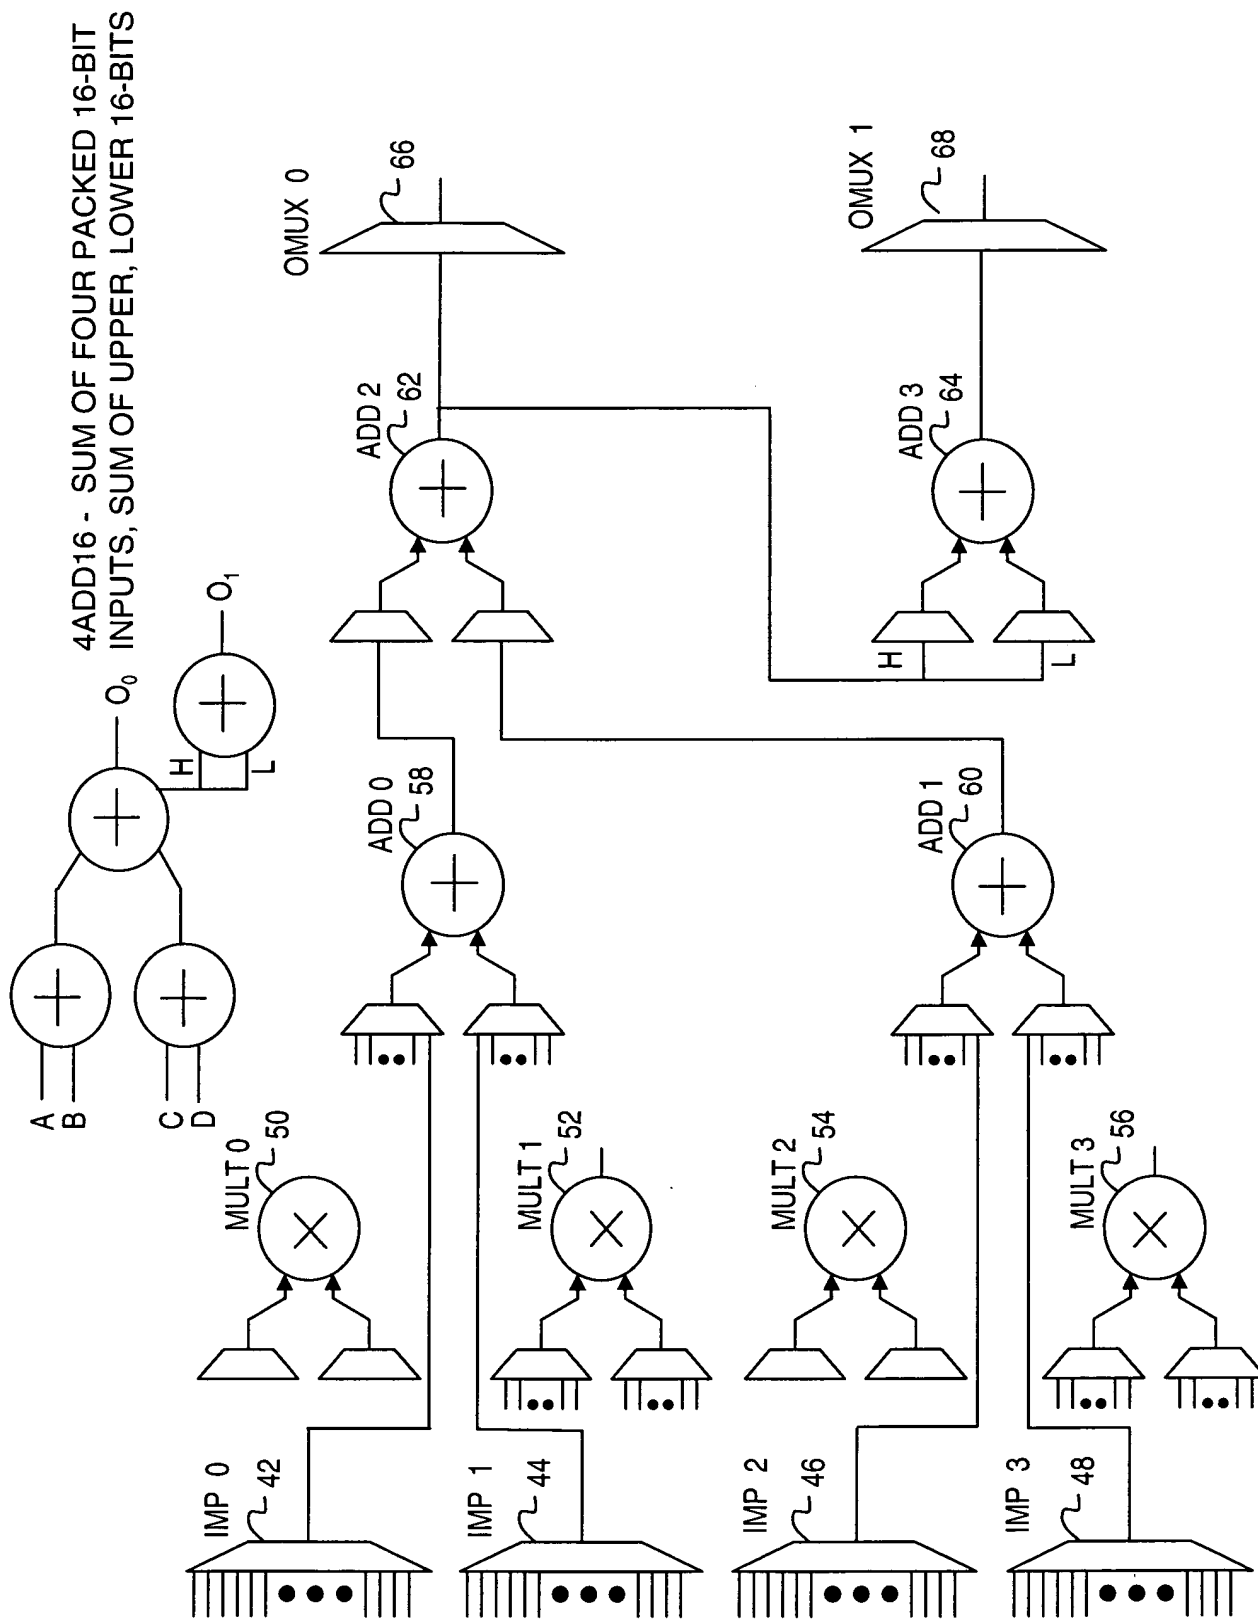 4ADD16 - SUM OF FOUR PACKED 16-BIT
INPUTS, SUM OF UPPER, LOWER 16-BITS
A
B
C
D
H
L
O0
O1
IMP 0
42
IMP 1
44
IMP 2
46
IMP 3
48
MULT 0
50
MULT 1
52
MULT 2
54
MULT 3
56
ADD 0
58
ADD 1
60
ADD 2
62
H
L
ADD 3
64
OMUX 0
66
OMUX 1
68